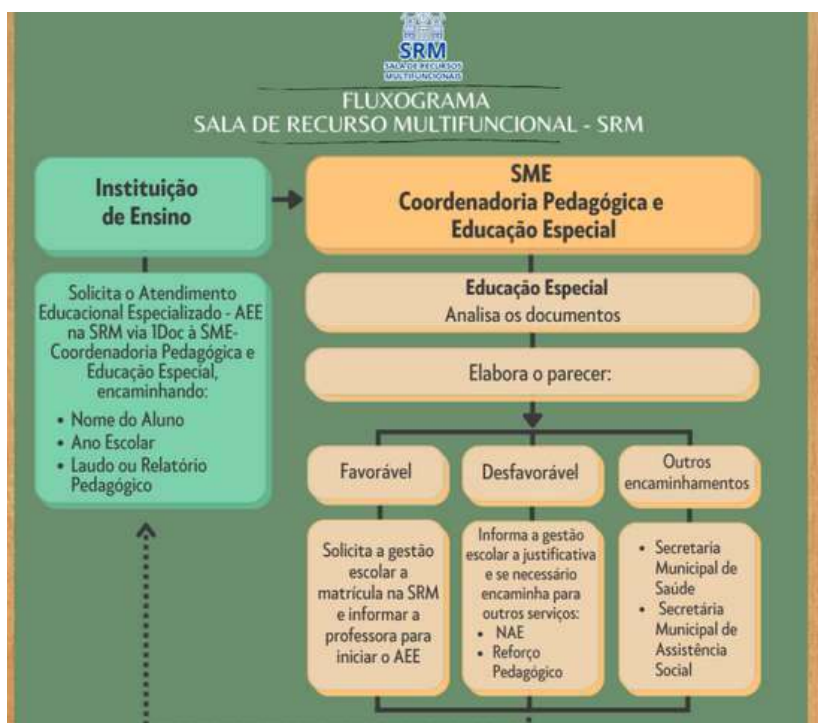 SRM
SALA DE RECURSOS
MULTIFUNCIONAIS
FLUXOGRAMA
SALA DE RECURSO MULTIFUNCIONAL - SRM
Instituição
de Ensino
Solicita o Atendimento
Educacional Especializado - AEE
na SRM via 1Doc à SME-
Coordenadoria Pedagógica e
Educação Especial,
encaminhando:
• Nome do Aluno
• Ano Escolar
• Laudo ou Relatório
Pedagógico
SME
Coordenadoria Pedagógica e
Educação Especial
Educação Especial
Analisa os documentos
Elabora o parecer:
Favorável
Solicita a gestão
escolar a
matrícula na SRM
e informar a
professora para
iniciar o AEE
Desfavorável
Informa a gestão
escolar a justificativa
e se necessário
encaminha para
outros serviços:
• NAE
• Reforço
Pedagógico
Outros
encaminhamentos
• Secretaria
Municipal de
Saúde
• Secretária
Municipal de
Assistência
Social